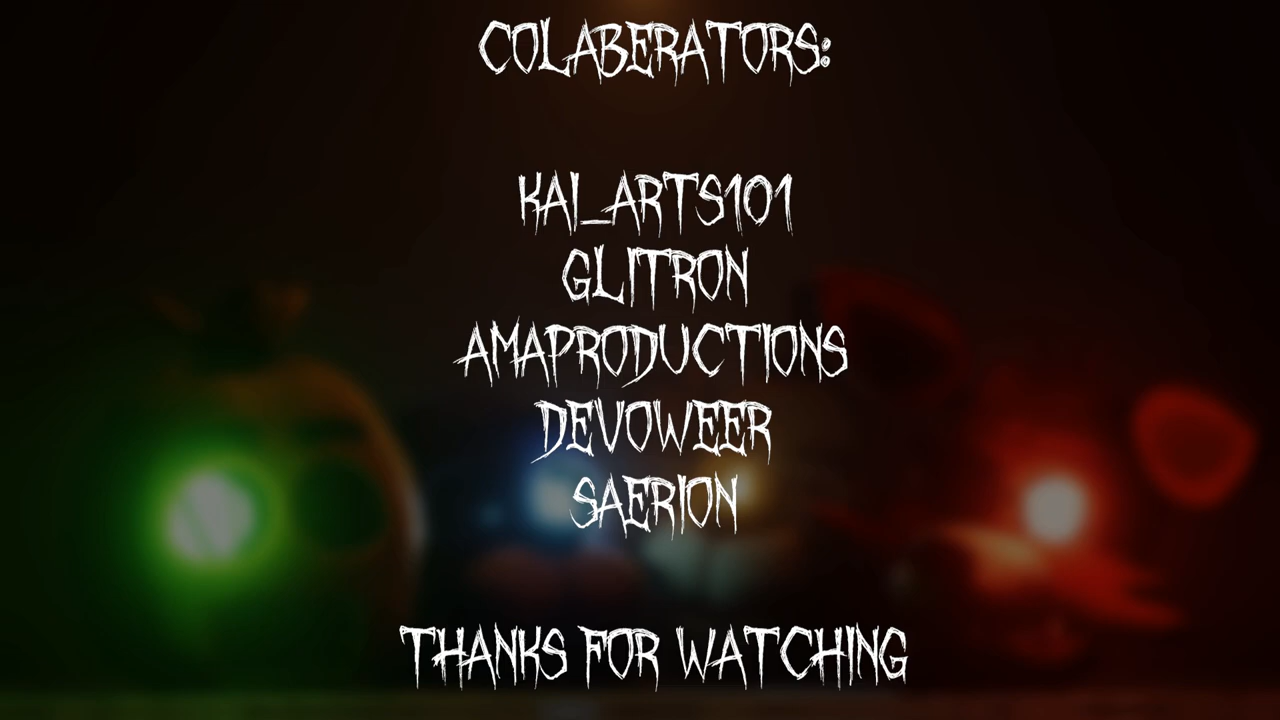 COLABERATORS:
KAI_ARTS101
GLITRON
AMAPRODUCTIONS
DEVOWEER
SAERION
THANKS FOR WATCHING